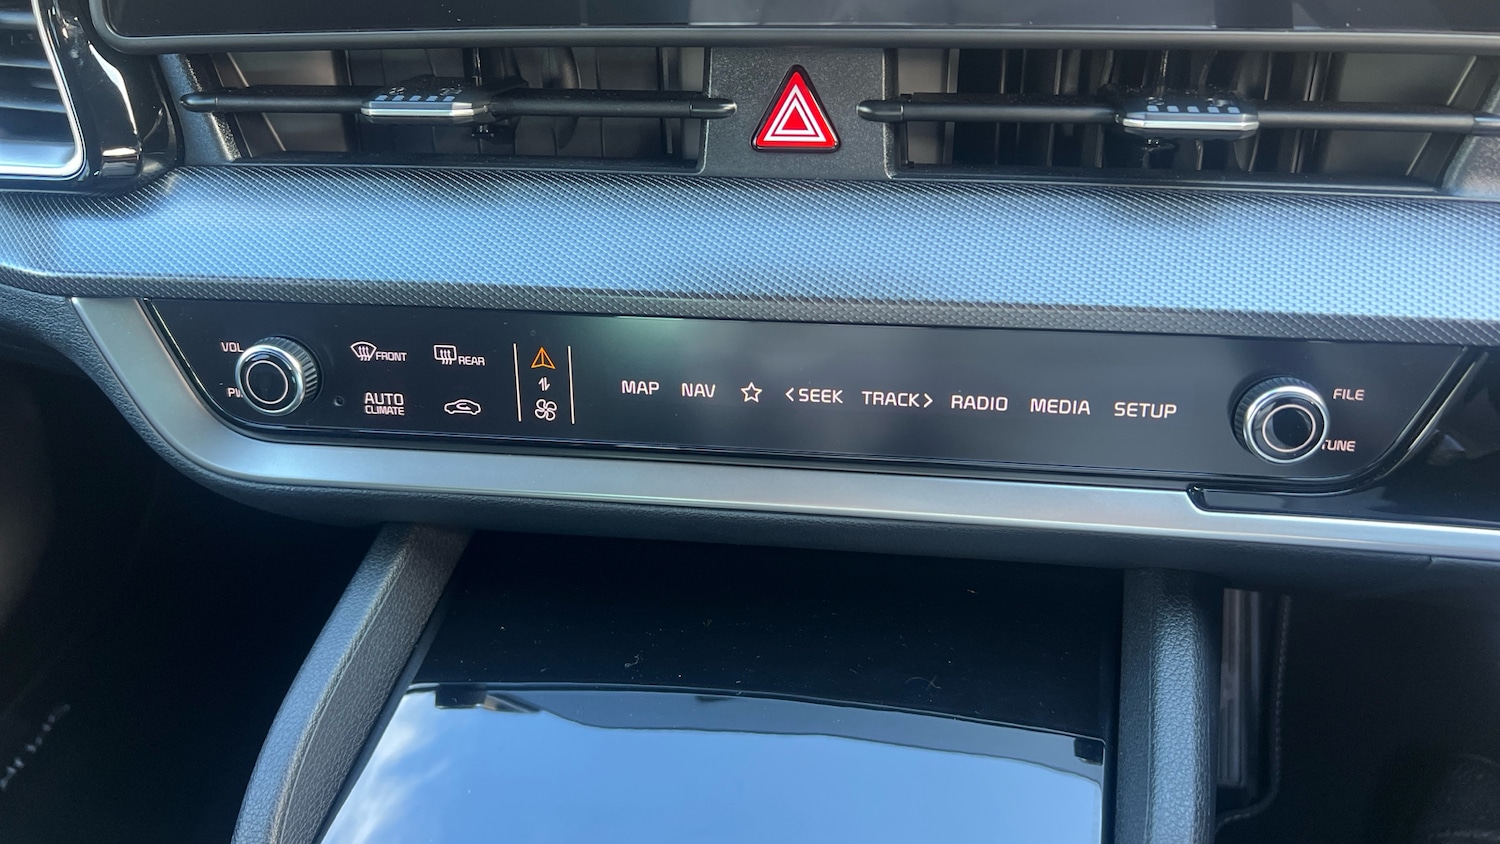 VOL
FRONT
REAR
AUTO
CLIMATE
MAP NAV <SEEK TRACK> RADIO MEDIA SETUP
FILE
TUNE